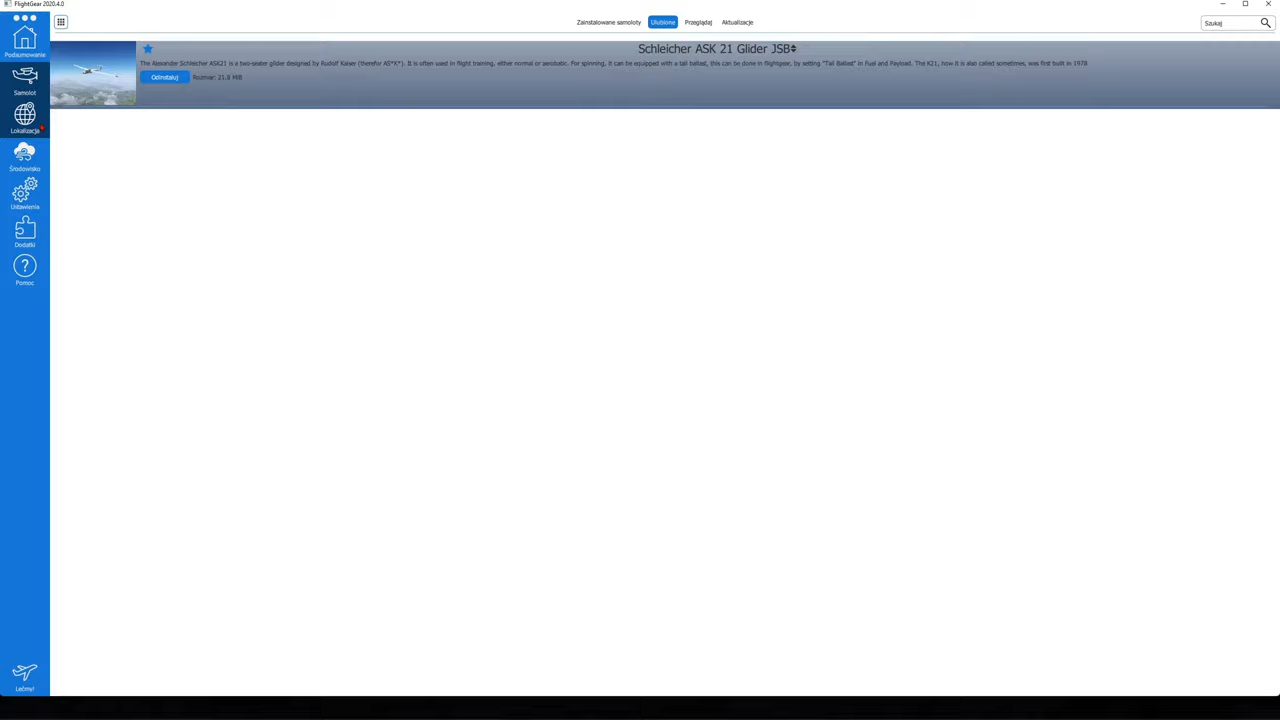 FlightGear 2020.4.0
Zainstalowane samoloty Ulubione Przeglądaj Aktualizacje
Szukaj
Podsumowanie
Samolot
Lokalizacja
Środowisko
Ustawienia
Dodatki
Pomoc
Lećmy!
Schleicher ASK 21 Glider JSB
The Alexander Schleicher ASK21 is a two-seater glider designed by Rudolf Kaiser (therefor AS*K*). It is often used in flight training, either normal or aerobatic. For spinning, it can be equipped with a tail ballast, this can be done in flightgear, by setting "Tail Ballast" in Fuel and Payload. The K21, how it is also called sometimes, was first built in 1978
Odinstaluj Rozmiar: 21.8 MiB